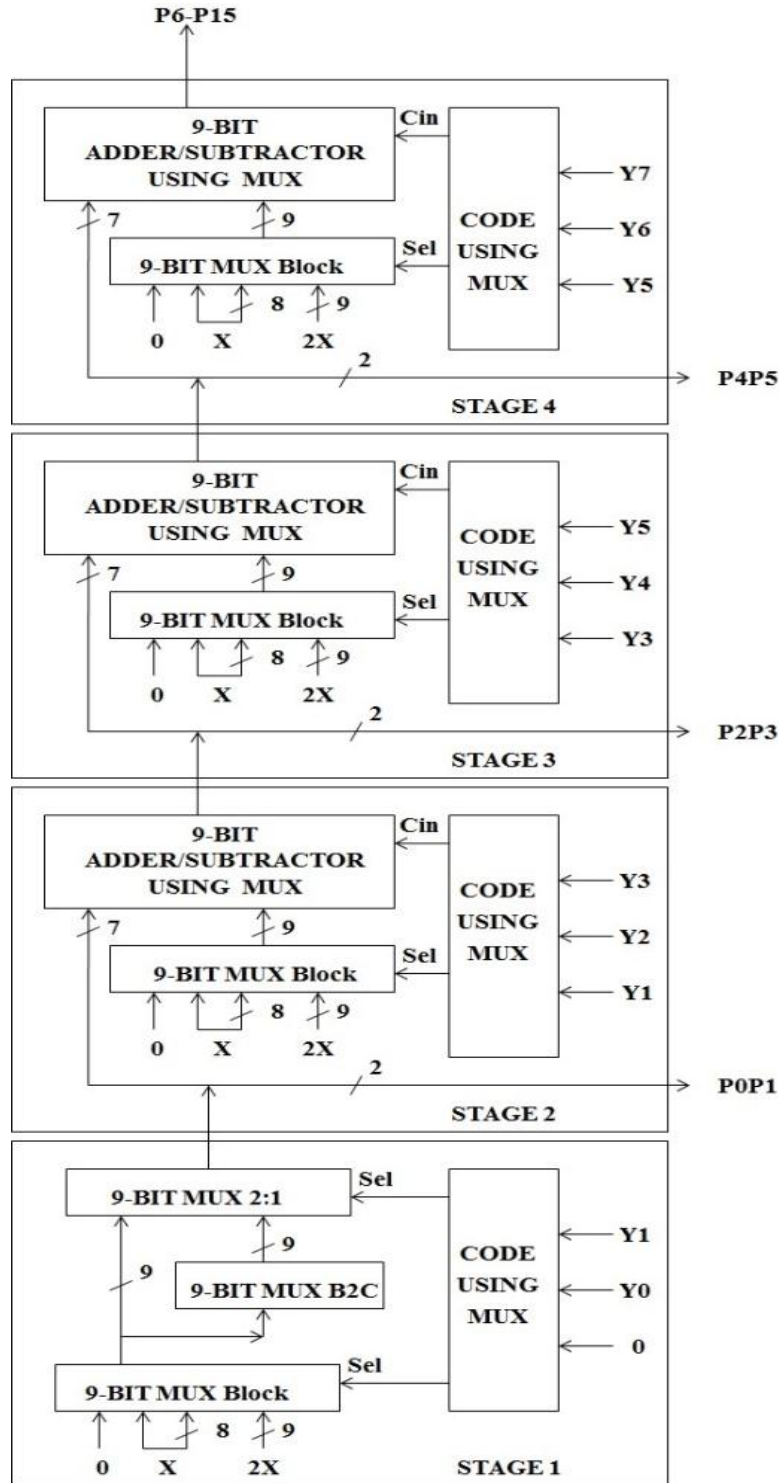 P6-P15
9-BIT
ADDER/SUBTRACTOR
USING MUX
Cin
CODE
USING
MUX
Y7
Y6
Y5
7
9
9-BIT MUX Block
Sel
8
9
0
X
2X
2
P4P5
STAGE 4
9-BIT
ADDER/SUBTRACTOR
USING MUX
Cin
CODE
USING
MUX
Y5
Y4
Y3
7
9
9-BIT MUX Block
Sel
8
9
0
X
2X
2
P2P3
STAGE 3
9-BIT
ADDER/SUBTRACTOR
USING MUX
Cin
CODE
USING
MUX
Y3
Y2
Y1
7
9
9-BIT MUX Block
Sel
8
9
0
X
2X
2
P0P1
STAGE 2
9-BIT MUX 2:1
Sel
CODE
USING
MUX
Y1
Y0
0
9
9
9-BIT MUX B2C
9-BIT MUX Block
Sel
8
9
0
X
2X
STAGE 1